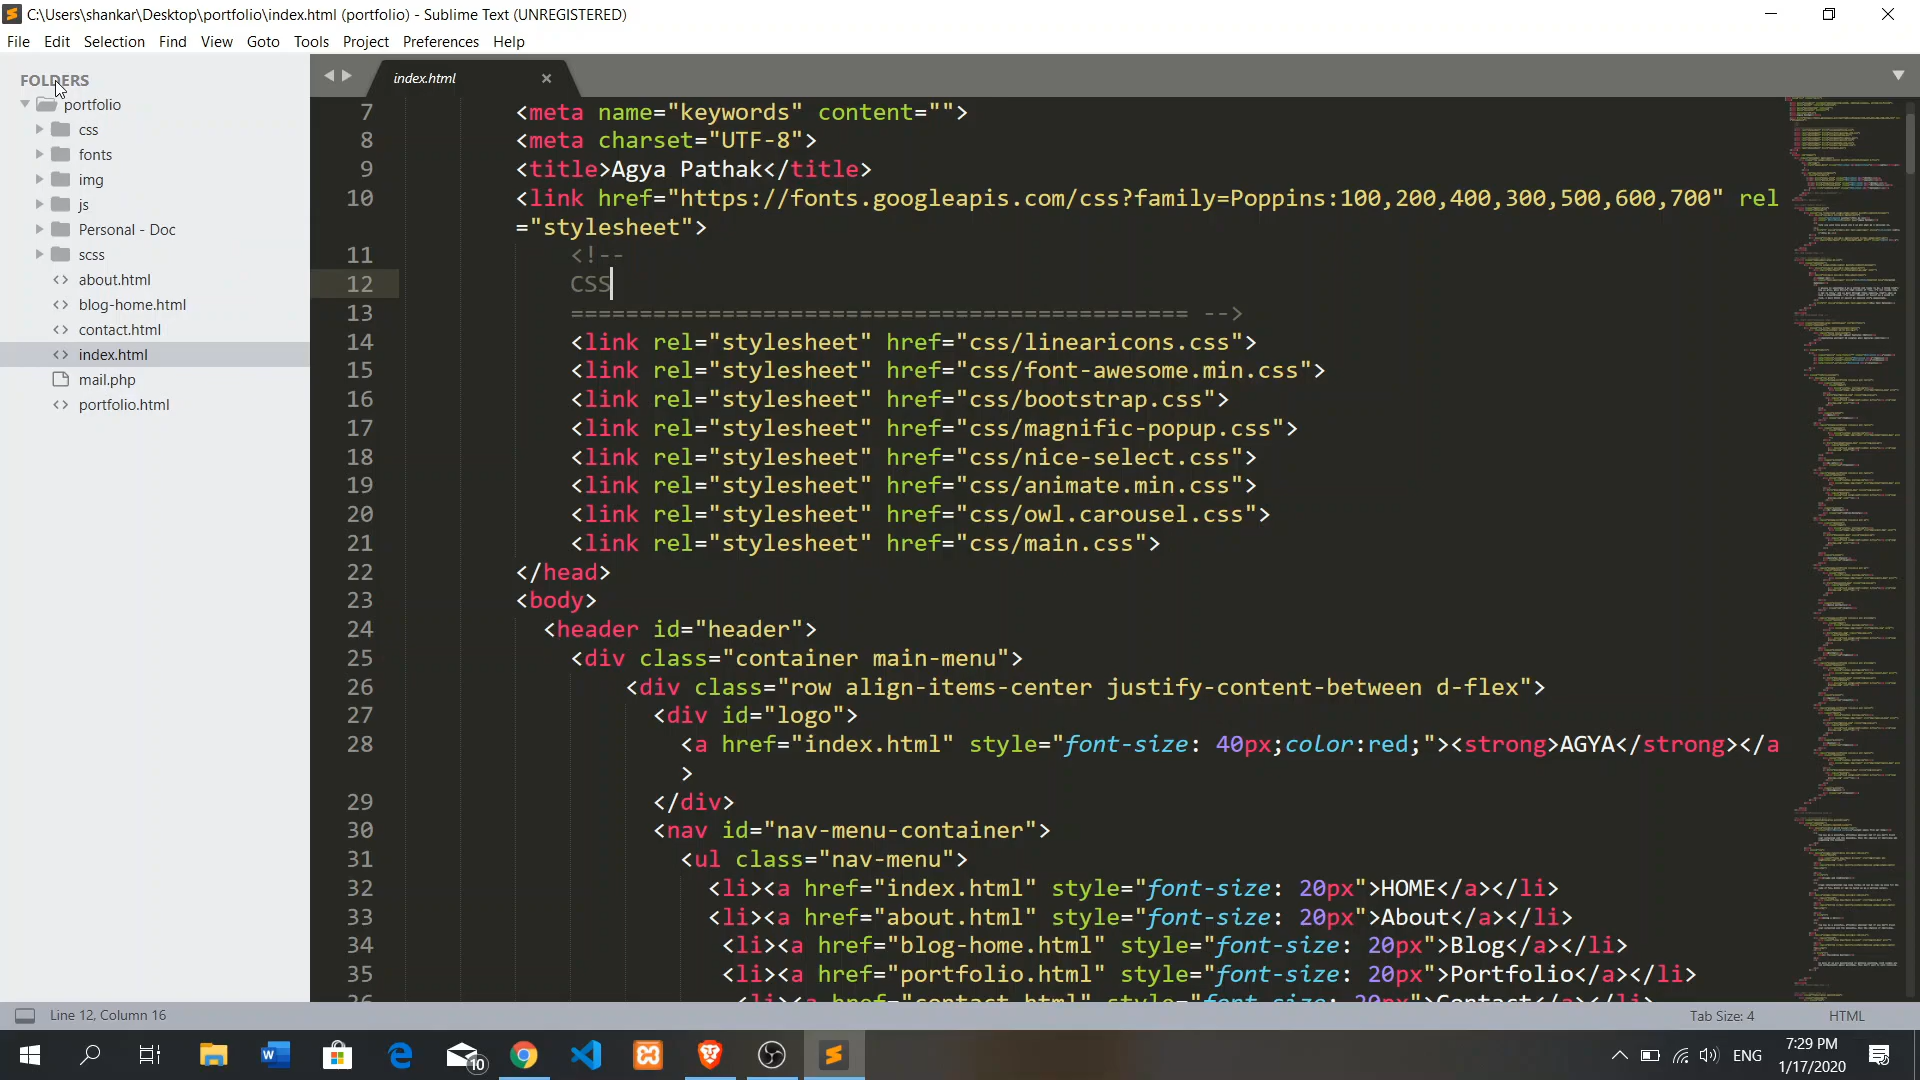 C:\Users\shankar\Desktop\portfolio\index.html (portfolio) - Sublime Text (UNREGISTERED)
File Edit Selection Find View Goto Tools Project Preferences Help
FOLDERS
portfolio
css
fonts
img
js
Personal - Doc
scss
about.html
blog-home.html
contact.html
index.html
mail.php
portfolio.html
index.html
7 <meta name="keywords" content="">
8 <meta charset="UTF-8">
9 <title>Agya Pathak</title>
10 <link href="https://fonts.googleapis.com/css?family=Poppins:100,200,400,300,500,600,700" rel
="stylesheet">
11 <!--
12 CSS
13 ============================================= -->
14 <link rel="stylesheet" href="css/linearicons.css">
15 <link rel="stylesheet" href="css/font-awesome.min.css">
16 <link rel="stylesheet" href="css/bootstrap.css">
17 <link rel="stylesheet" href="css/magnific-popup.css">
18 <link rel="stylesheet" href="css/nice-select.css">
19 <link rel="stylesheet" href="css/animate.min.css">
20 <link rel="stylesheet" href="css/owl.carousel.css">
21 <link rel="stylesheet" href="css/main.css">
22 </head>
23 <body>
24 <header id="header">
25 <div class="container main-menu">
26 <div class="row align-items-center justify-content-between d-flex">
27 <div id="logo">
28 <a href="index.html" style="font-size: 40px;color:red;"><strong>AGYA</strong></a
>
29 </div>
30 <nav id="nav-menu-container">
31 <ul class="nav-menu">
32 <li><a href="index.html" style="font-size: 20px">HOME</a></li>
33 <li><a href="about.html" style="font-size: 20px">About</a></li>
34 <li><a href="blog-home.html" style="font-size: 20px">Blog</a></li>
35 <li><a href="portfolio.html" style="font-size: 20px">Portfolio</a></li>
36 <li><a href="contact.html" style="font-size: 20px">Contact</a></li>
Line 12, Column 16
Tab Size: 4
HTML
10
ENG
7:29 PM
1/17/2020